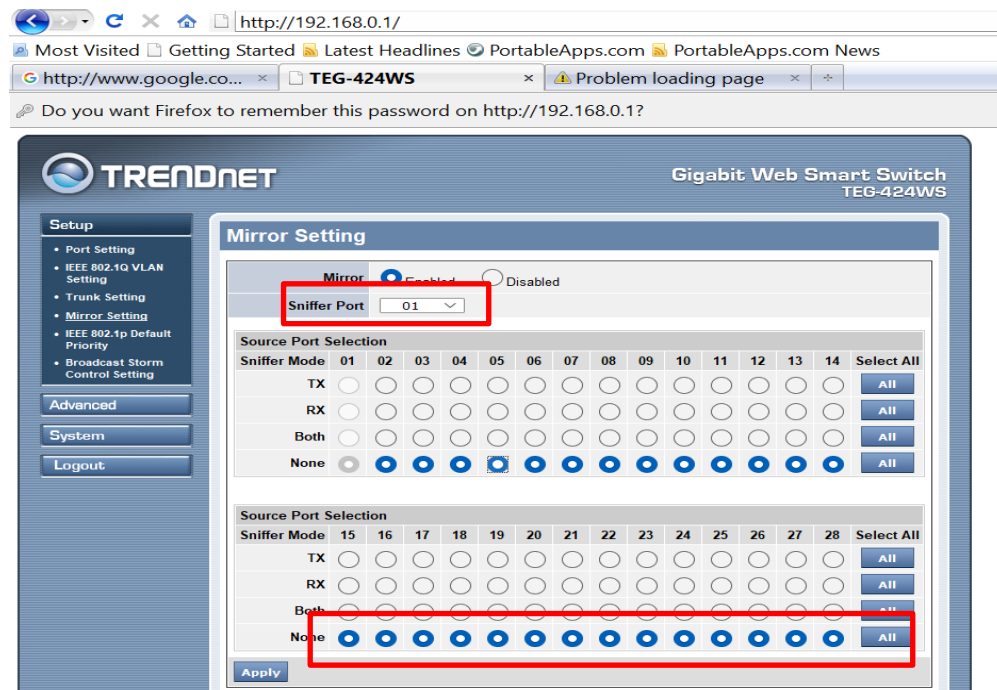 http://192.168.0.1/
Most Visited Getting Started Latest Headlines PortableApps.com PortableApps.com News
G http://www.google.co... × TEG-424WS × Problem loading page ×
Do you want Firefox to remember this password on http://192.168.0.1?
TRENDNET
Gigabit Web Smart Switch
TEG-424WS
Setup
Port Setting
IEEE 802.1Q VLAN
Setting
Trunk Setting
Mirror Setting
IEEE 802.1p Default
Priority
Broadcast Storm
Control Setting
Advanced
System
Logout
Mirror Setting
Mirror Enabled Disabled
Sniffer Port 01
Source Port Selection
Sniffer Mode 01 02 03 04 05 06 07 08 09 10 11 12 13 14 Select All
TX All
RX All
Both All
None All
Source Port Selection
Sniffer Mode 15 16 17 18 19 20 21 22 23 24 25 26 27 28 Select All
TX All
RX All
Both All
None All
Apply